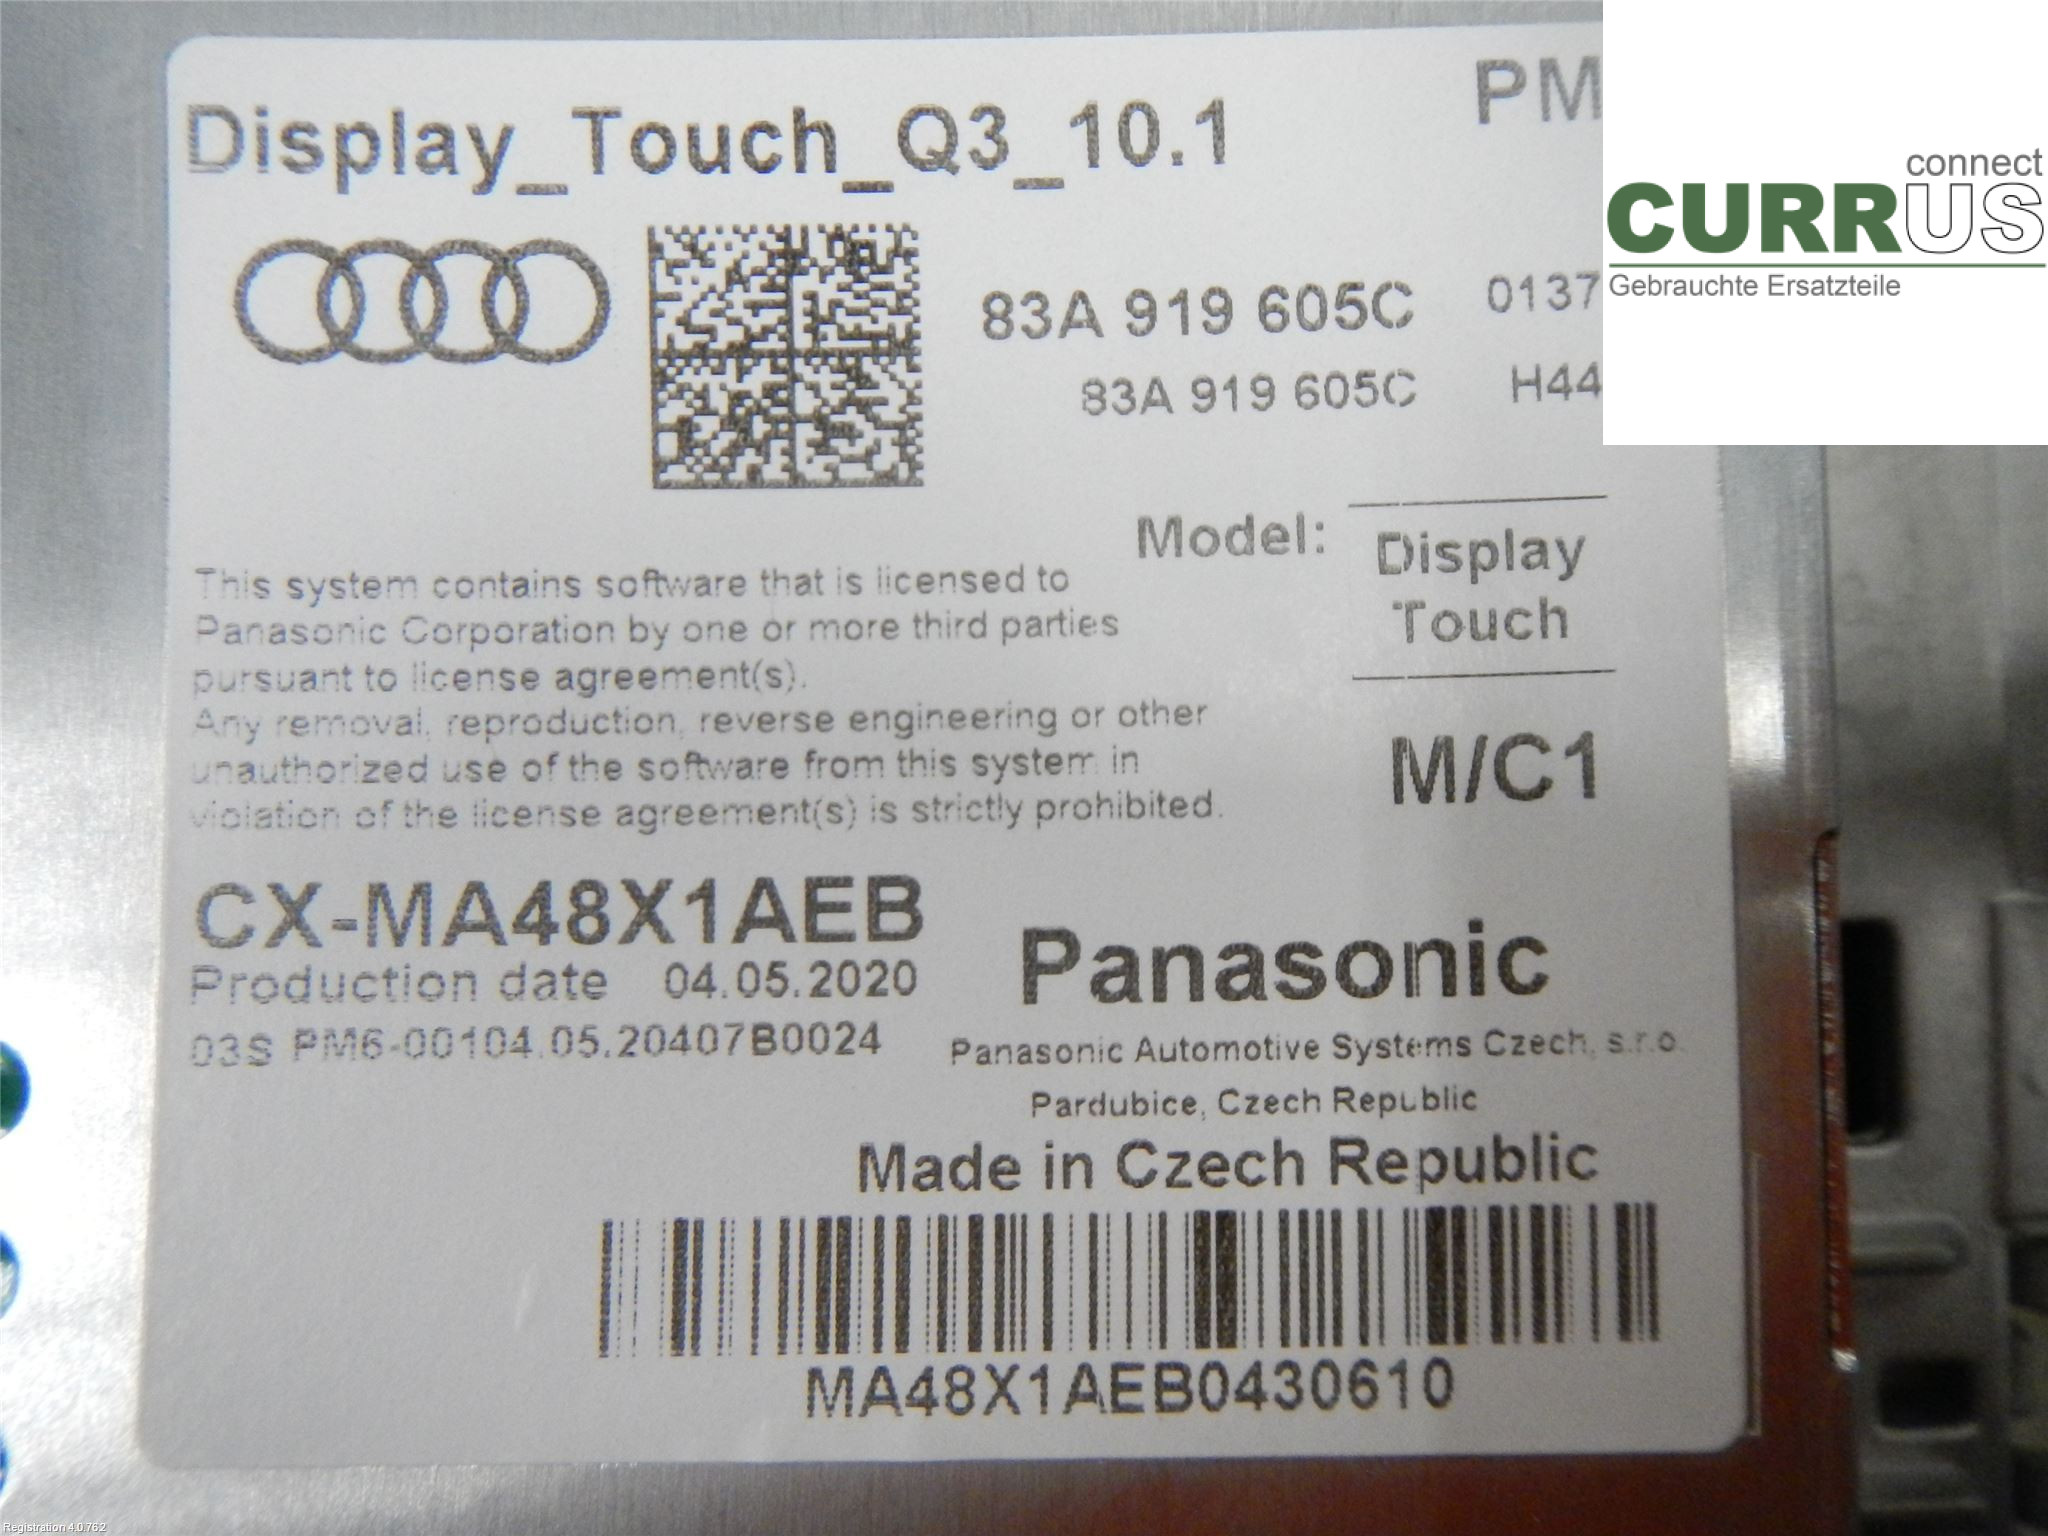 Display_Touch_Q3_10.1
PM
connect
CURRUS
Gebrauchte Ersatzteile
83A 919 605C 0137
83A 919 605C H44
Model: Display
Touch
This system contains software that is licensed to
Panasonic Corporation by one or more third parties
pursuant to license agreement(s).
Any removal, reproduction, reverse engineering or other
unauthorized use of the software from this system in
violation of the license agreement(s) is strictly prohibited.
M/C1
CX-MA48X1AEB
Production date 04.05.2020
03S PM6-00104.05.20407B0024
Panasonic
Panasonic Automotive Systems Czech, s.r.o.
Pardubice, Czech Republic
Made in Czech Republic
MA48X1AEB0430610
Registration 4.0.762